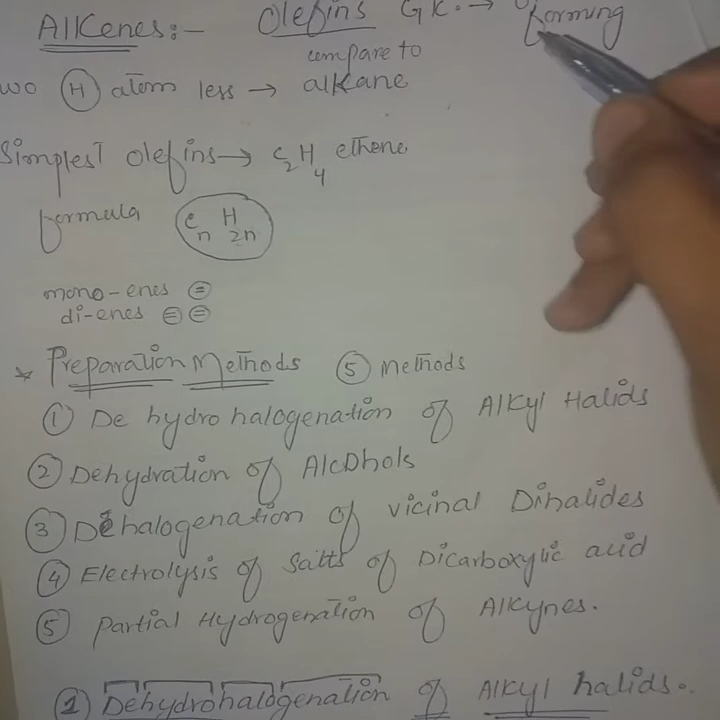 Alkenes:- Olefins GK. → forming
compare to
wo H atom less → alkane
Simplest olefins → C2H4 ethene
formula CnH2n
mono-enes =
di-enes = =
* Preparation Methods 5 Methods
1 De hydro halogenation of Alkyl Halids
2 Dehydration of Alcohols
3 Dehalogenation of vicinal Dihalides
4 Electrolysis of Salts of Dicarboxylic acid
5 Partial Hydrogenation of Alkynes.
1 Dehydrohalogenation of Alkyl halids.